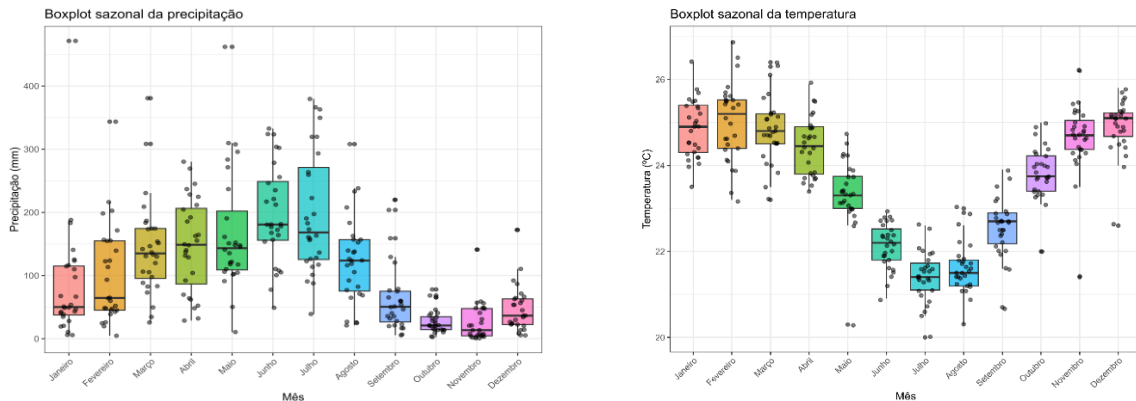 Boxplot sazonal da precipitação
Precipitação (mm)
400
300
200
100
0
Janeiro
Fevereiro
Março
Abril
Maio
Junho
Julho
Agosto
Setembro
Outubro
Novembro
Dezembro
Mês
Boxplot sazonal da temperatura
Temperatura (ºC)
26
24
22
20
Janeiro
Fevereiro
Março
Abril
Maio
Junho
Julho
Agosto
Setembro
Outubro
Novembro
Dezembro
Mês